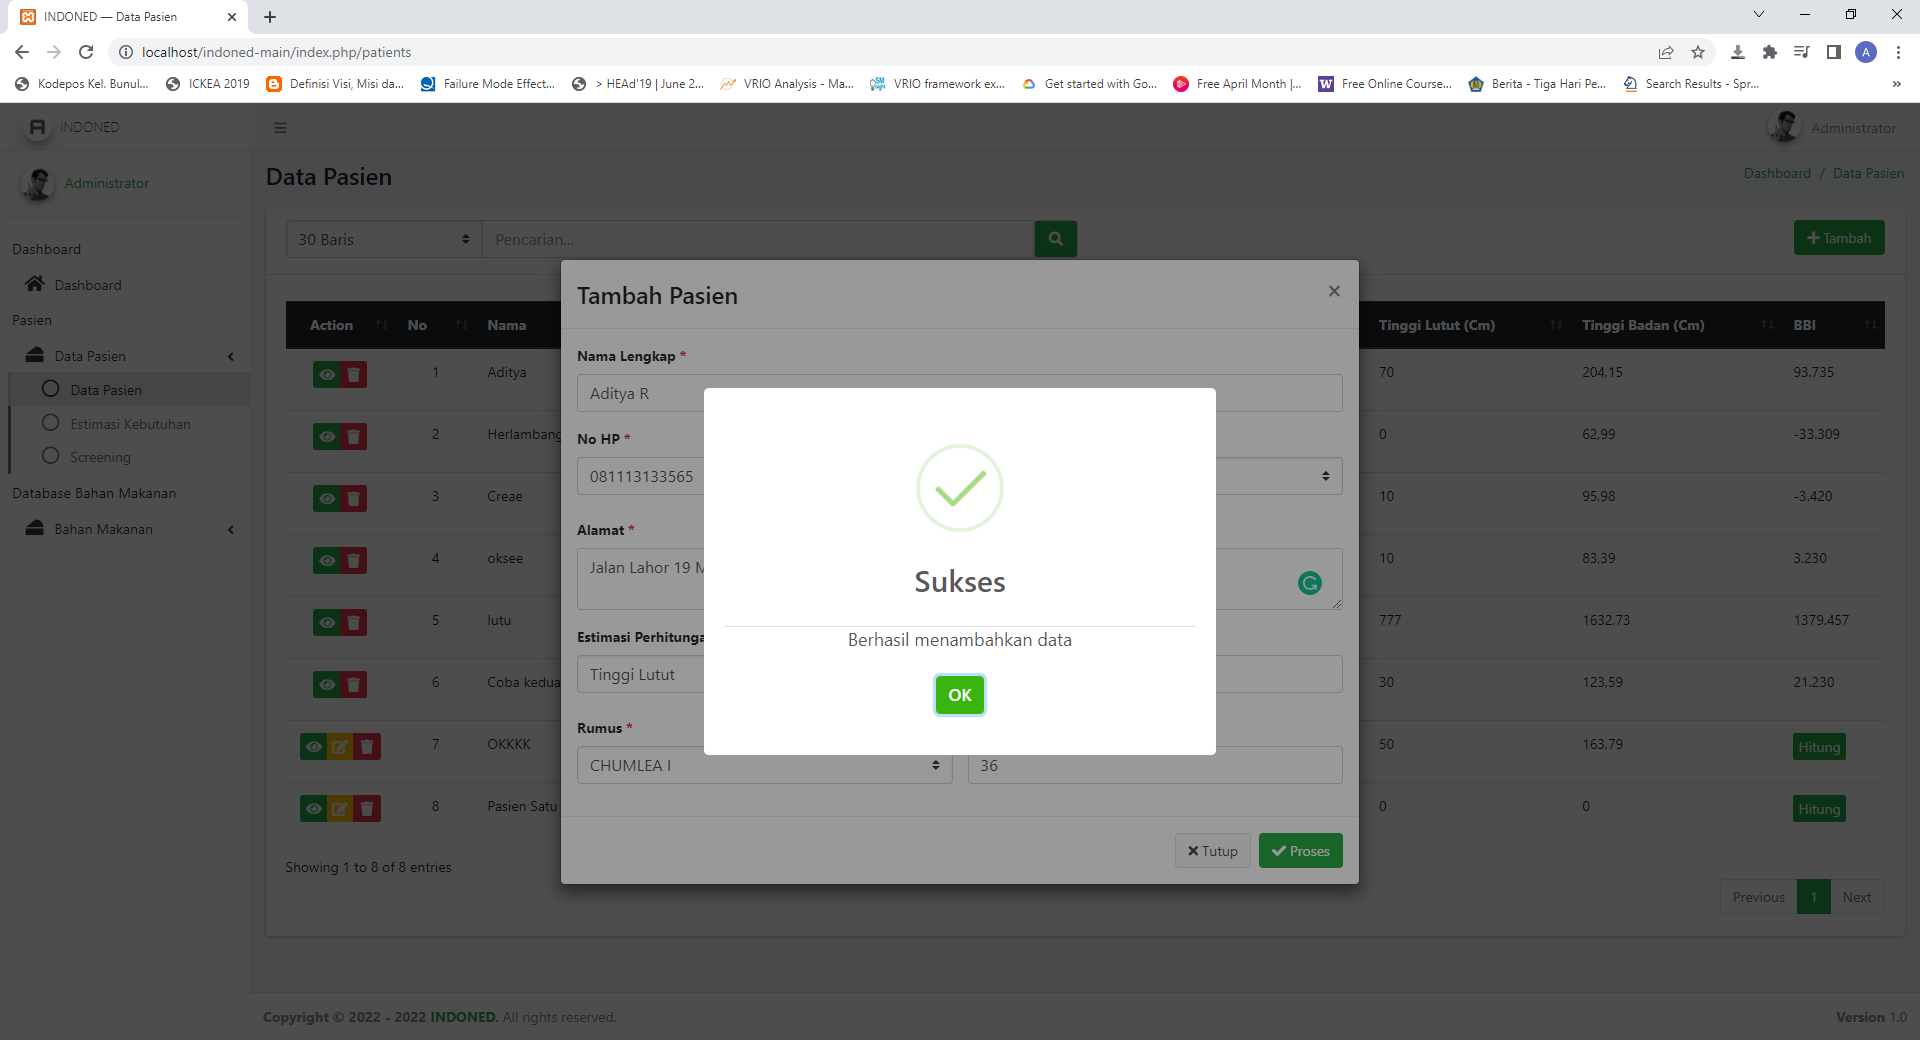 INDONED — Data Pasien
localhost/indoned-main/index.php/patients
A
Kodepos Kel. Bunul...
ICKEA 2019
Definisi Visi, Misi da...
Failure Mode Effect...
> HEAd'19 | June 2...
VRIO Analysis - Ma...
VRIO framework ex...
Get started with Go...
Free April Month |...
Free Online Course...
Berita - Tiga Hari Pe...
Search Results - Spr...
INDONED
Administrator
Administrator
Data Pasien
Dashboard / Data Pasien
Dashboard
Dashboard
Pasien
Data Pasien
Data Pasien
Estimasi Kebutuhan
Screening
Database Bahan Makanan
Bahan Makanan
30 Baris
Pencarian...
Tambah
Action No Nama Tinggi Lutut (Cm) Tinggi Badan (Cm) BBI
1 Aditya 70 204,15 93.735
2 Herlambang 0 62,99 -33.309
3 Creae 10 95,98 -3.420
4 oksee 10 83,39 3.230
5 lutu 777 1632,73 1379.457
6 Coba kedua 30 123,59 21.230
7 OKKKK 50 163,79 Hitung
8 Pasien Satu 0 0 Hitung
Showing 1 to 8 of 8 entries
Previous 1 Next
Tambah Pasien
×
Nama Lengkap *
Aditya R
No HP *
081113133565
Alamat *
Jalan Lahor 19 M
Estimasi Perhitunga
Tinggi Lutut
Rumus *
CHUMLEA I
36
Tutup
Proses
Sukses
Berhasil menambahkan data
OK
Copyright © 2022 - 2022 INDONED. All rights reserved.
Version 1.0